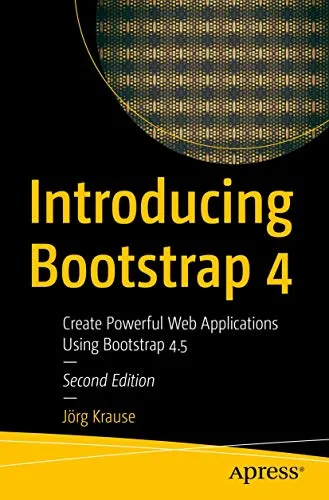 Introducing
Bootstrap 4
Create Powerful Web Applications
Using Bootstrap 4.5
—
Second Edition
—
Jörg Krause
Apress®